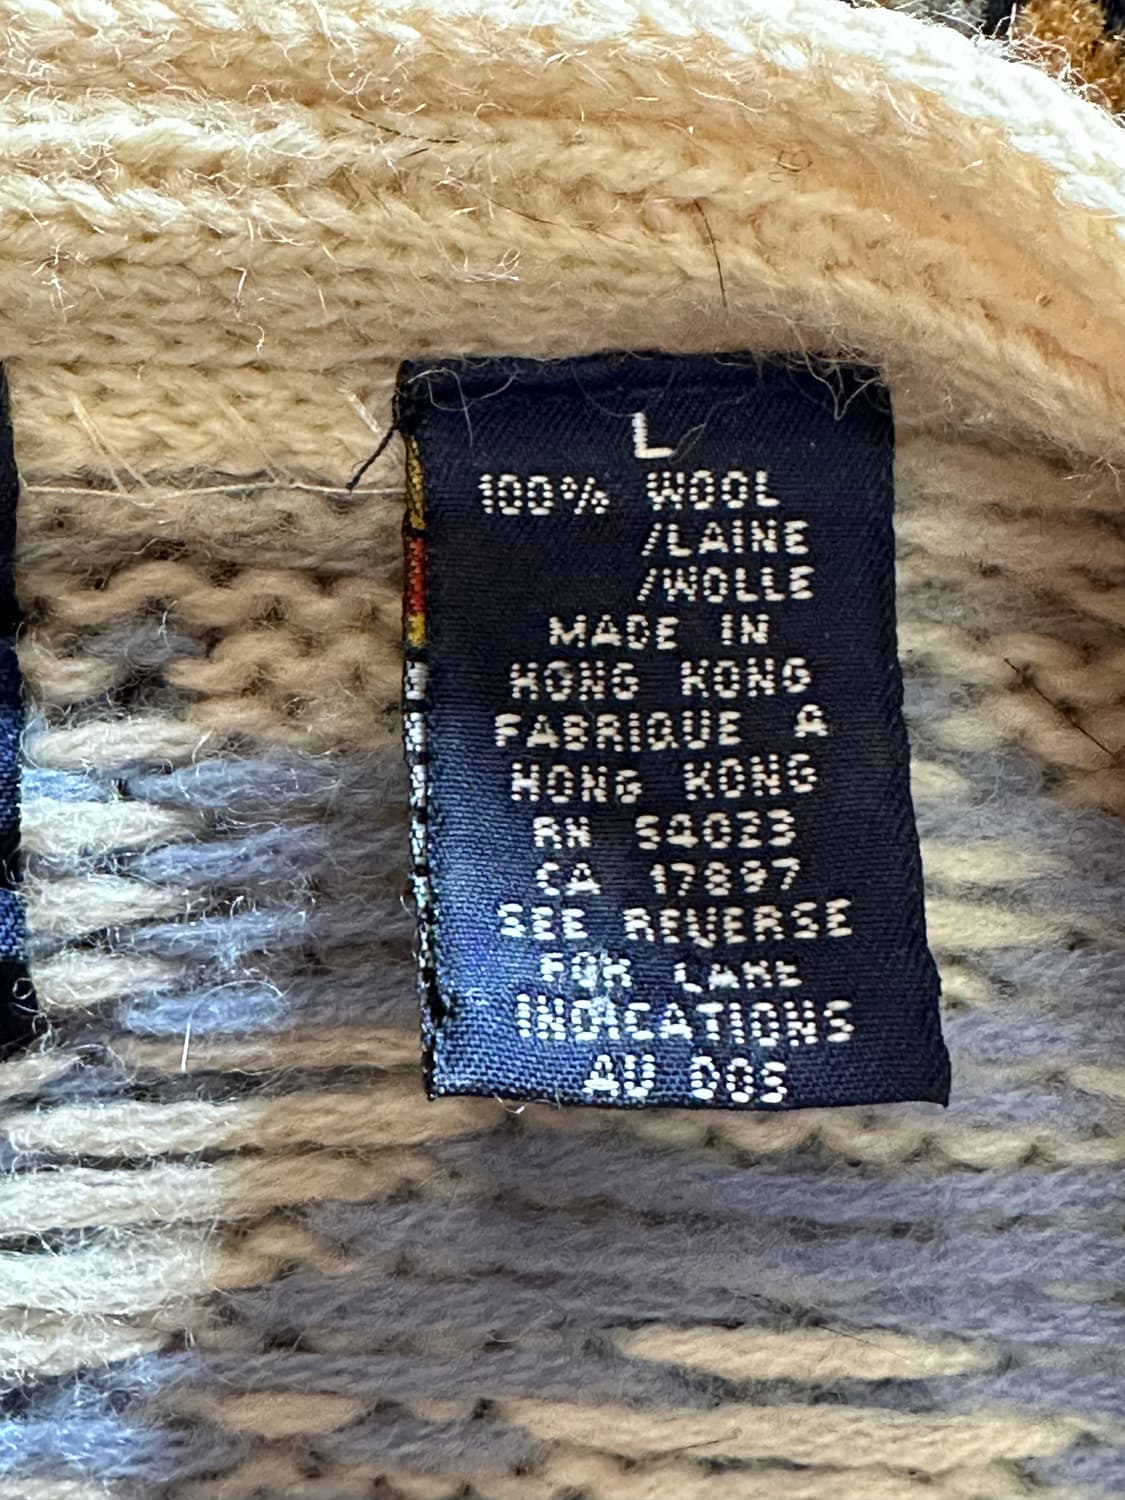 L
100% WOOL
/LAINE
/WOLLE
MADE IN
HONG KONG
FABRIQUE A
HONG KONG
RN 54023
CA 17897
SEE REVERSE
FOR CARE
INDICATIONS
AU DOS